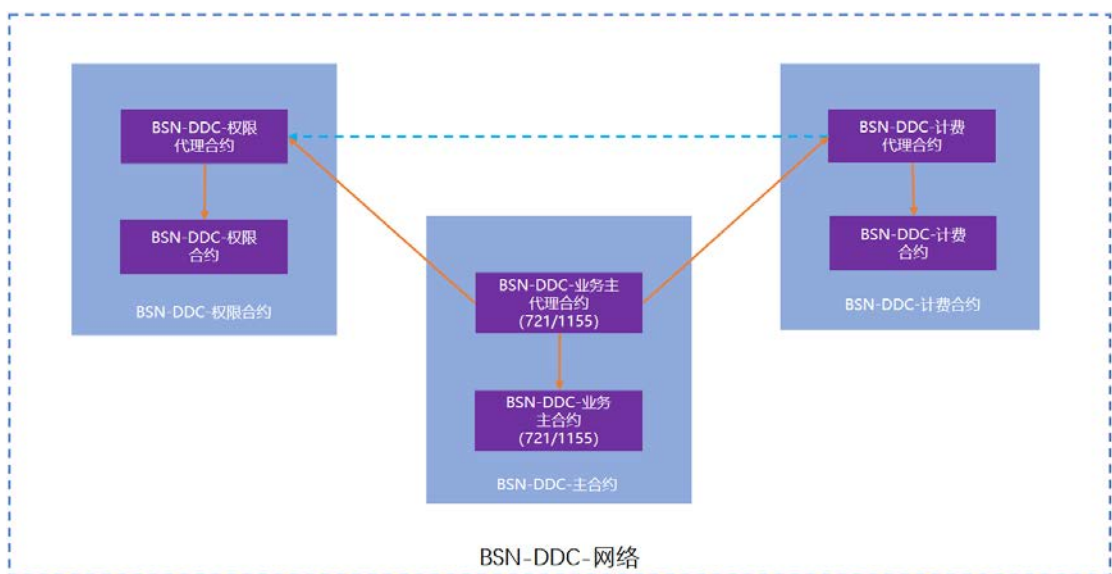 BSN-DDC-权限
代理合约
BSN-DDC-权限
合约
BSN-DDC-权限合约
BSN-DDC-计费
代理合约
BSN-DDC-计费
合约
BSN-DDC-计费合约
BSN-DDC-业务主
代理合约
(721/1155)
BSN-DDC-业务
主合约
(721/1155)
BSN-DDC-主合约
BSN-DDC-网络